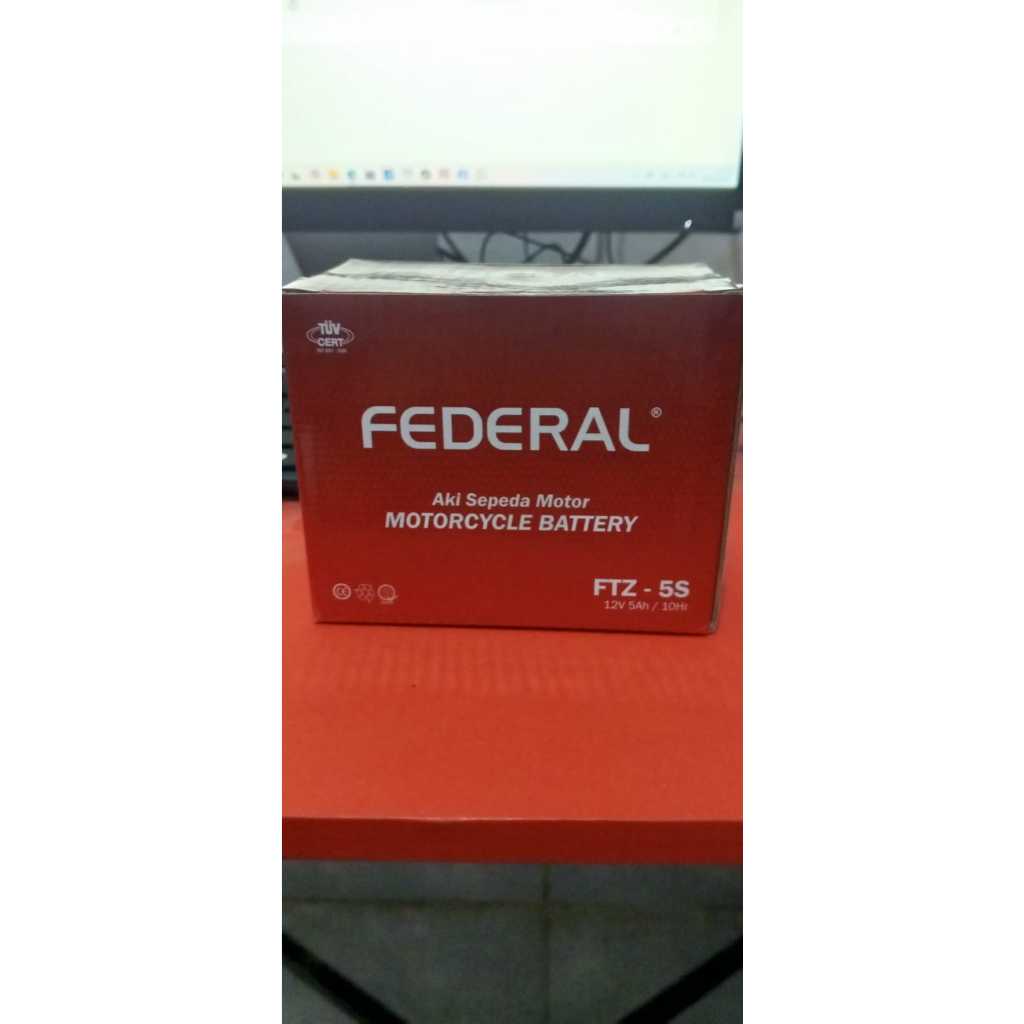 TÜV
CERT
FEDERAL®
Aki Sepeda Motor
MOTORCYCLE BATTERY
FTZ - 5S
12V 5Ah / 10Hr